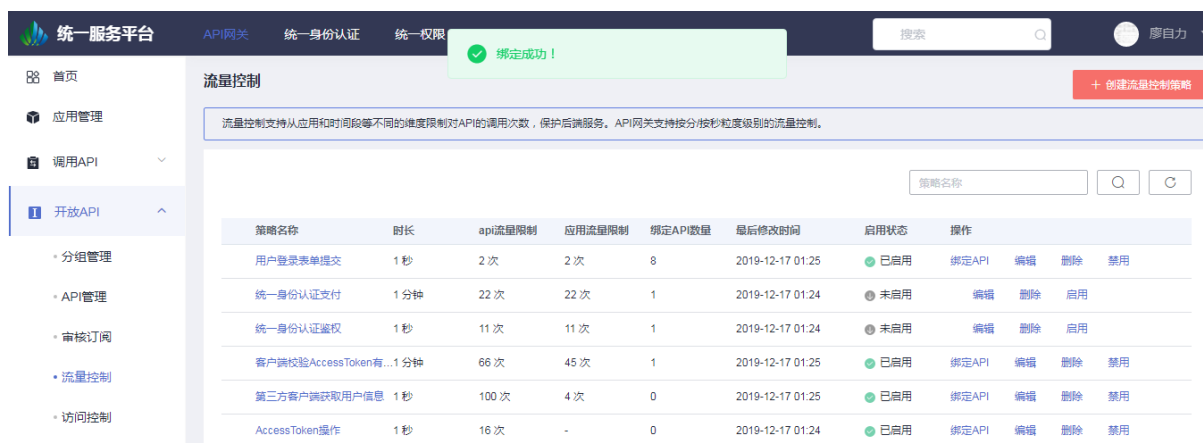 统一服务平台 API网关 统一身份认证 统一权限 搜索 廖自力
绑定成功！
首页
应用管理
调用API
开放API
分组管理
API管理
审核订阅
流量控制
访问控制
流量控制
+ 创建流量控制策略
流量控制支持从应用和时间段等不同的维度限制对API的调用次数，保护后端服务。API网关支持按分/按秒粒度级别的流量控制。
策略名称
策略名称 时长 api流量限制 应用流量限制 绑定API数量 最后修改时间 启用状态 操作
用户登录表单提交 1秒 2次 2次 8 2019-12-17 01:25 已启用 绑定API 编辑 删除 禁用
统一身份认证支付 1分钟 22次 22次 1 2019-12-17 01:24 未启用 编辑 删除 启用
统一身份认证鉴权 1秒 11次 11次 1 2019-12-17 01:24 未启用 编辑 删除 启用
客户端校验AccessToken有... 1分钟 66次 45次 1 2019-12-17 01:25 已启用 绑定API 编辑 删除 禁用
第三方客户端获取用户信息 1秒 100次 4次 0 2019-12-17 01:25 已启用 绑定API 编辑 删除 禁用
AccessToken操作 1秒 16次 - 0 2019-12-17 01:24 已启用 绑定API 编辑 删除 禁用